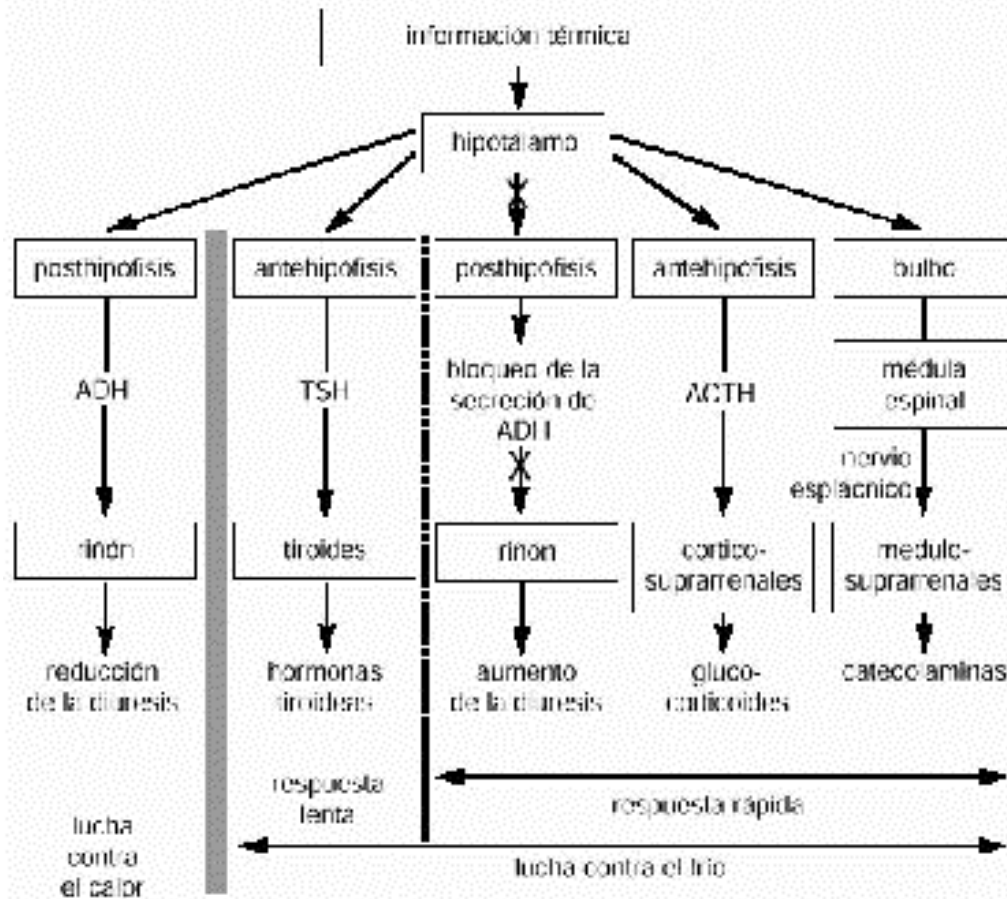 información térmica
hipotálamo
posthipófisis
antehipófisis
posthipófisis
antehipófisis
bulbo
ADH
TSH
bloqueo de la
secreción de
ADH
ACTH
médula
espinal
nervio
esplácnico
riñón
tiroides
riñón
cortico-
suprarrenales
medulo-
suprarrenales
reducción
de la diuresis
hormonas
tiroideas
aumento
de la diuresis
gluco-
corticoides
catecolaminas
respuesta
lenta
respuesta rápida
lucha
contra
el calor
lucha contra el frío